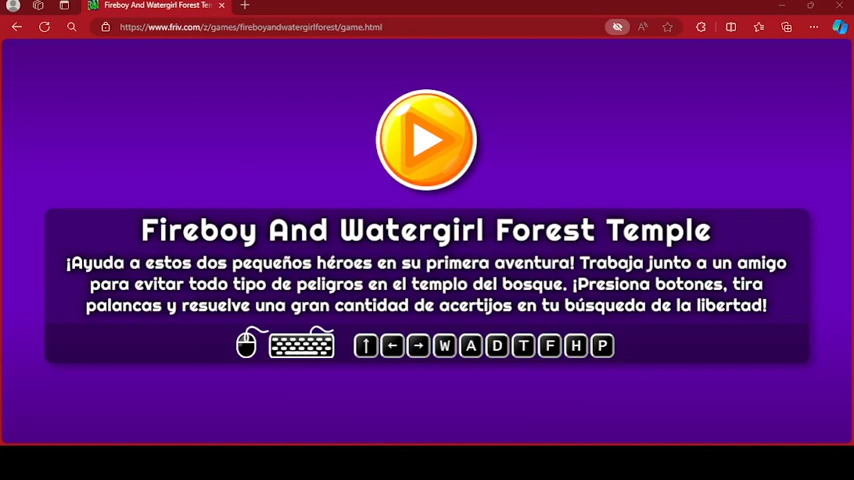 Fireboy And Watergirl Forest Tem
https://www.friv.com/z/games/fireboyandwatergirlforest/game.html
Fireboy And Watergirl Forest Temple
¡Ayuda a estos dos pequeños héroes en su primera aventura! Trabaja junto a un amigo
para evitar todo tipo de peligros en el templo del bosque. ¡Presiona botones, tira
palancas y resuelve una gran cantidad de acertijos en tu búsqueda de la libertad!
↑ ← → W A D T F H P